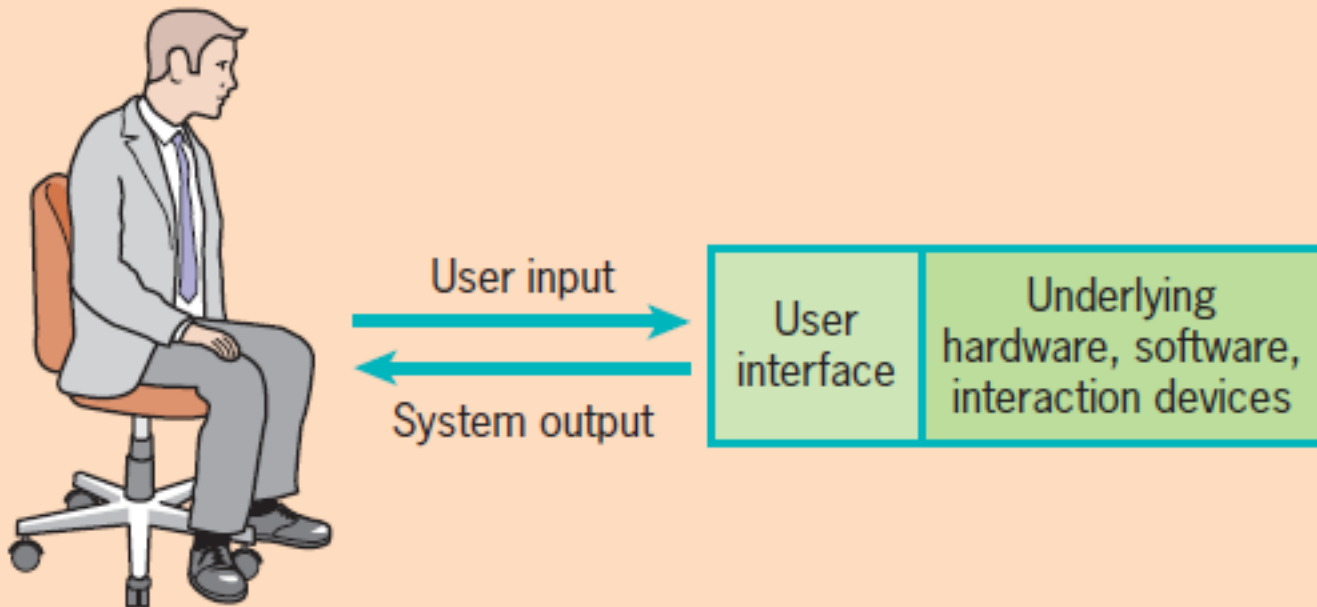 User input
System output
User
interface
Underlying
hardware, software,
interaction devices